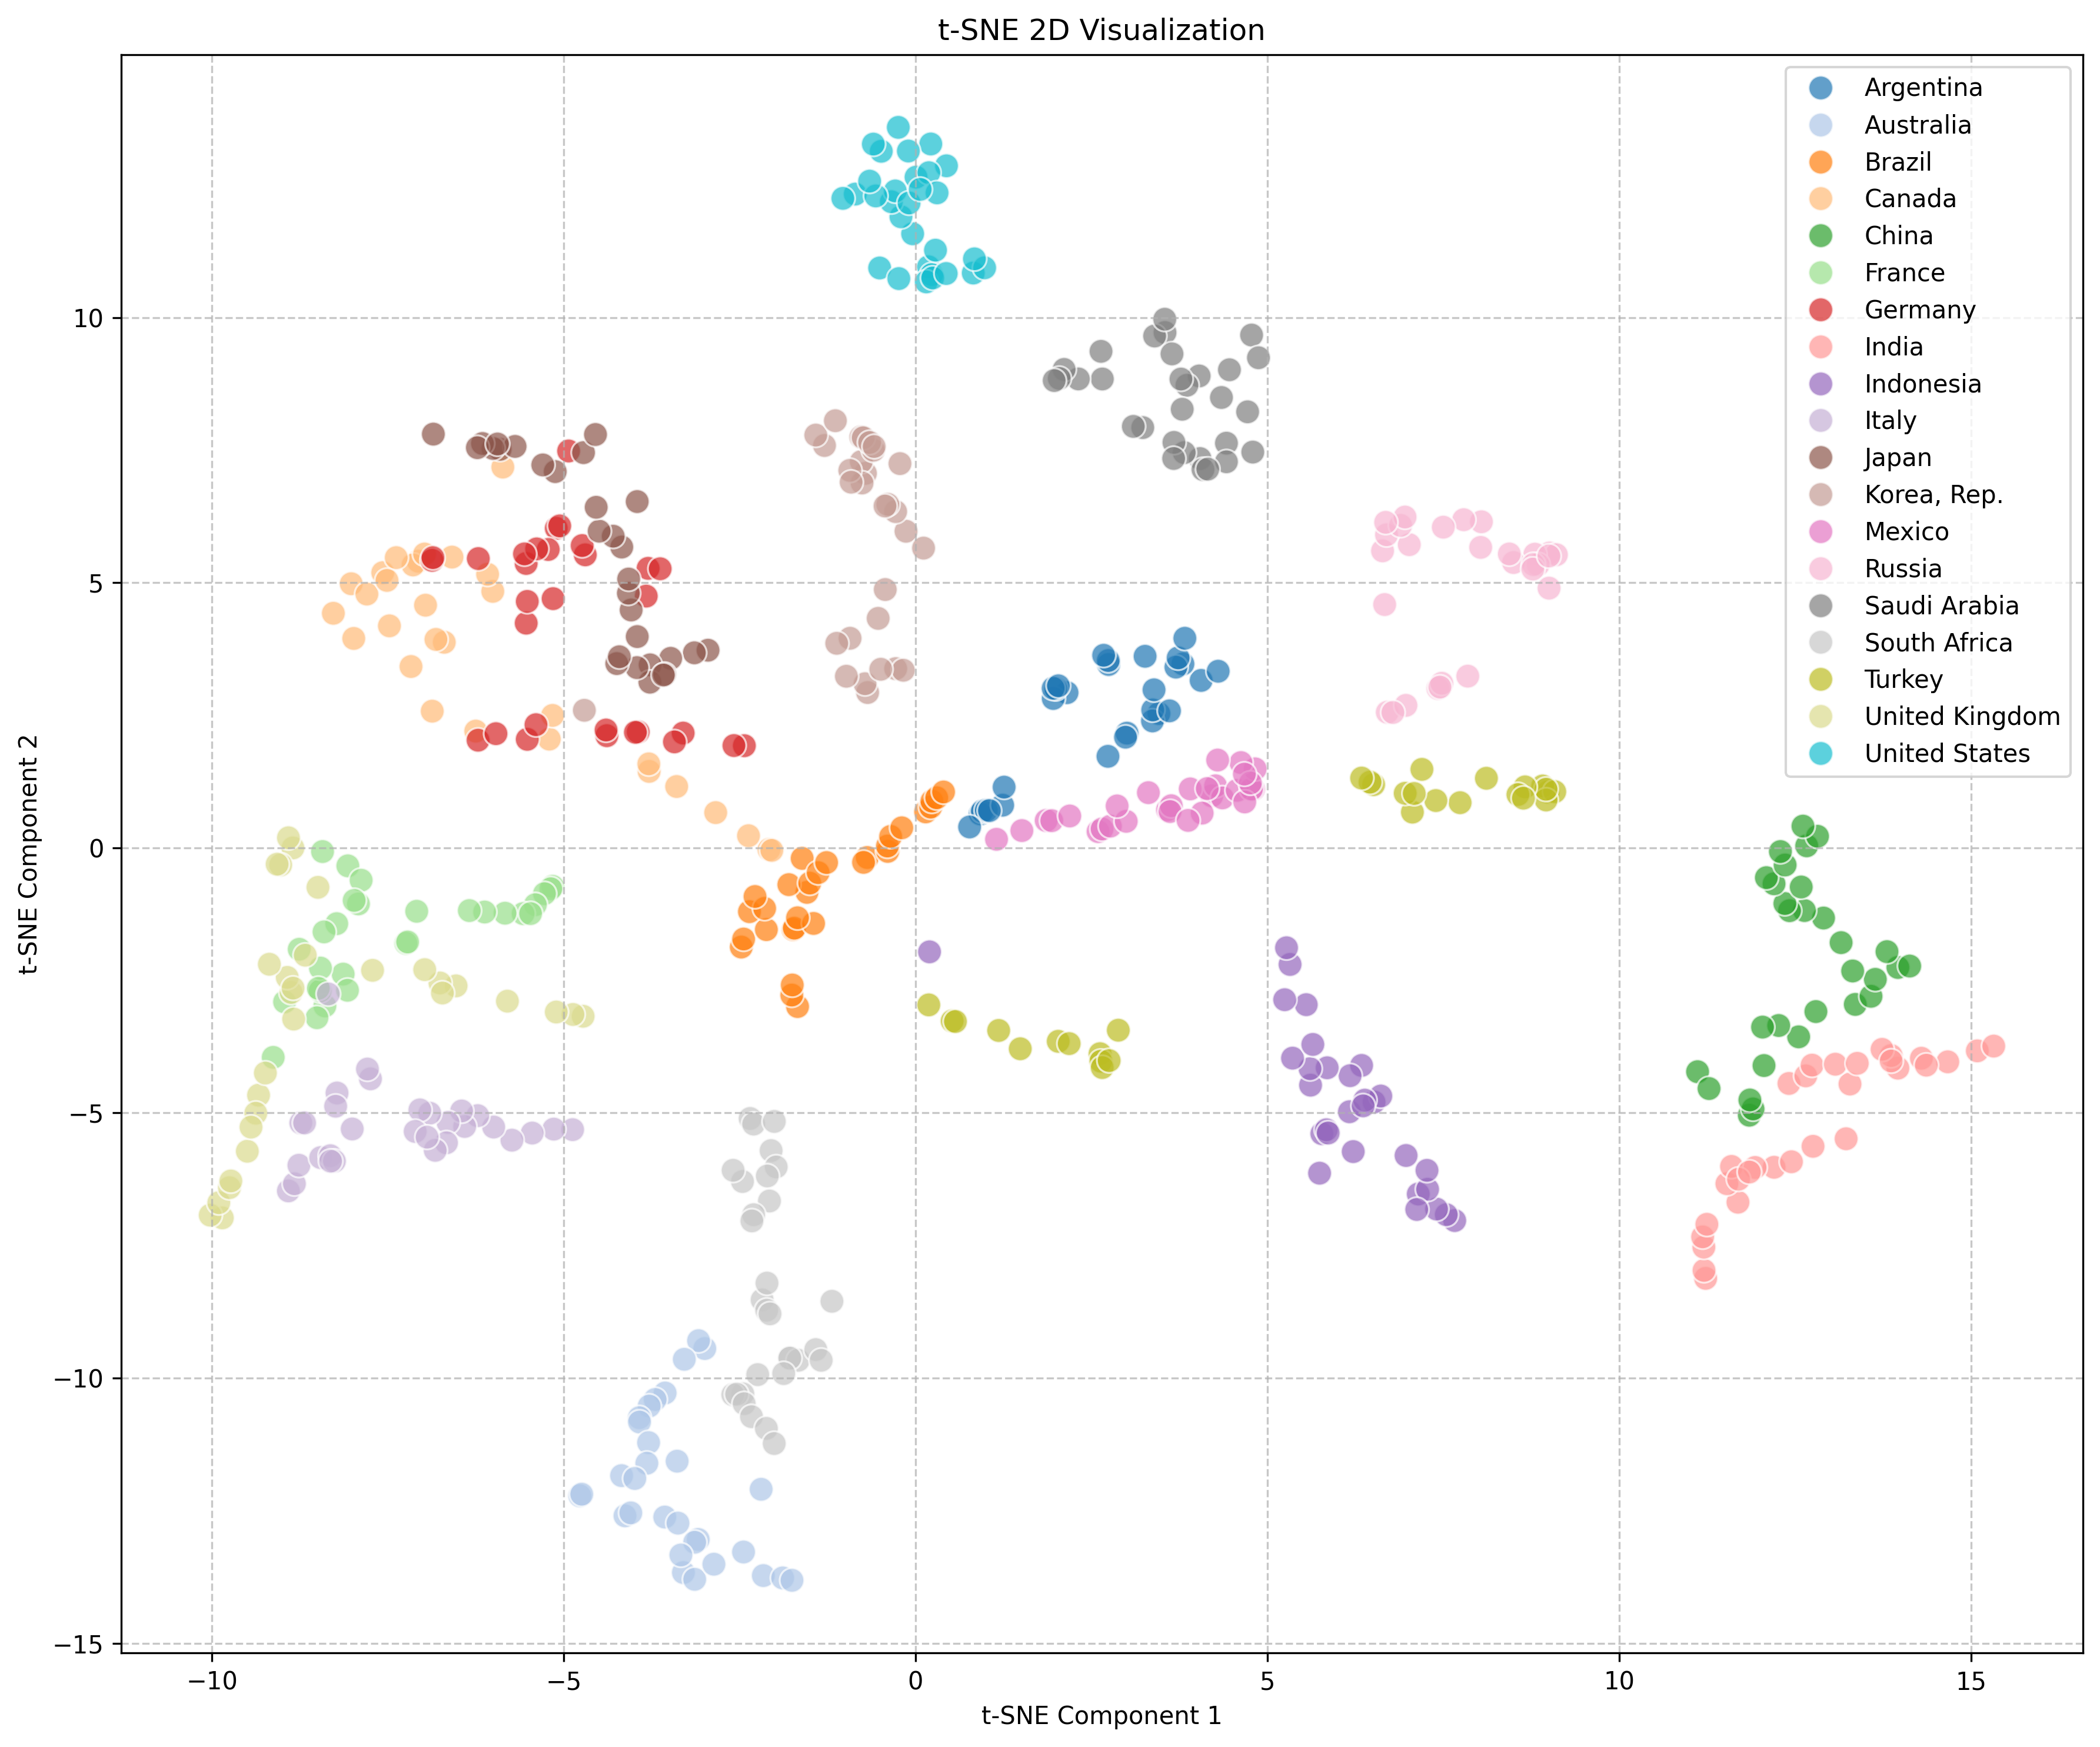 t-SNE 2D Visualization
Argentina
Australia
Brazil
Canada
China
France
Germany
India
Indonesia
Italy
Japan
Korea, Rep.
Mexico
Russia
Saudi Arabia
South Africa
Turkey
United Kingdom
United States
10
5
0
−5
−10
−15
t-SNE Component 2
−10
−5
0
5
10
15
t-SNE Component 1